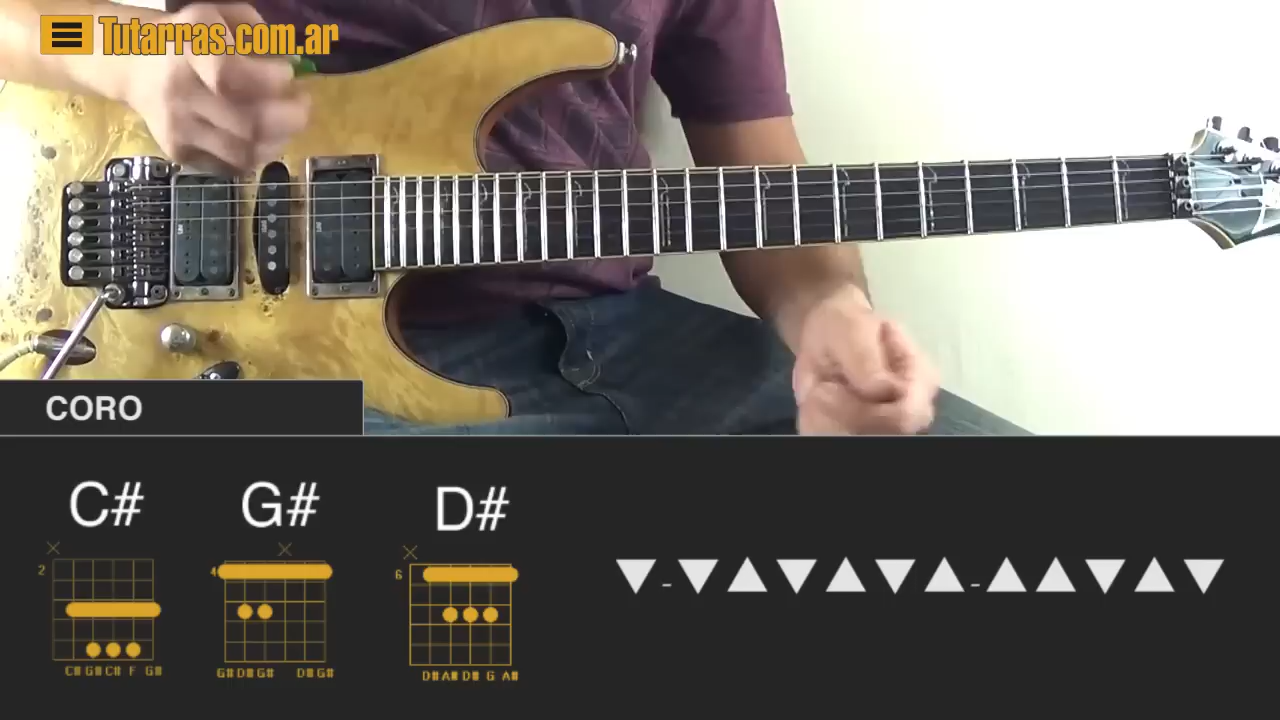 Tutarras.com.ar
CORO
C# G# D#
2 4 6
C# G# C# F G#
G# D# G# D# G#
D# A# D# G A#